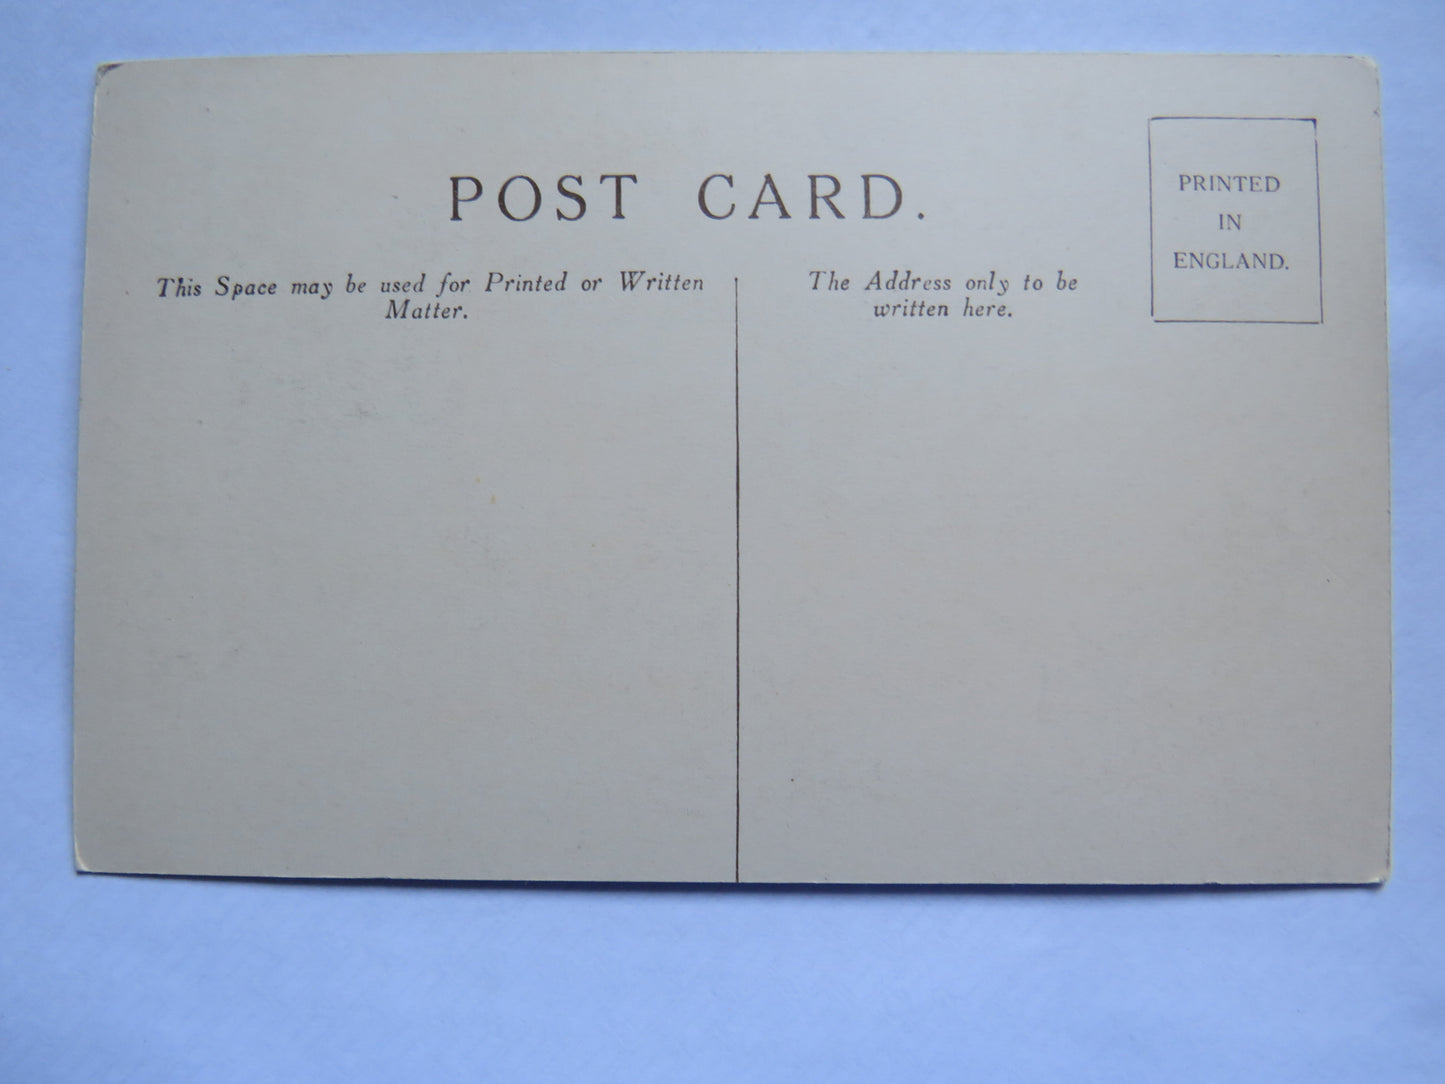 POST CARD.
PRINTED
IN
ENGLAND.
This Space may be used for Printed or Written
Matter.
The Address only to be
written here.